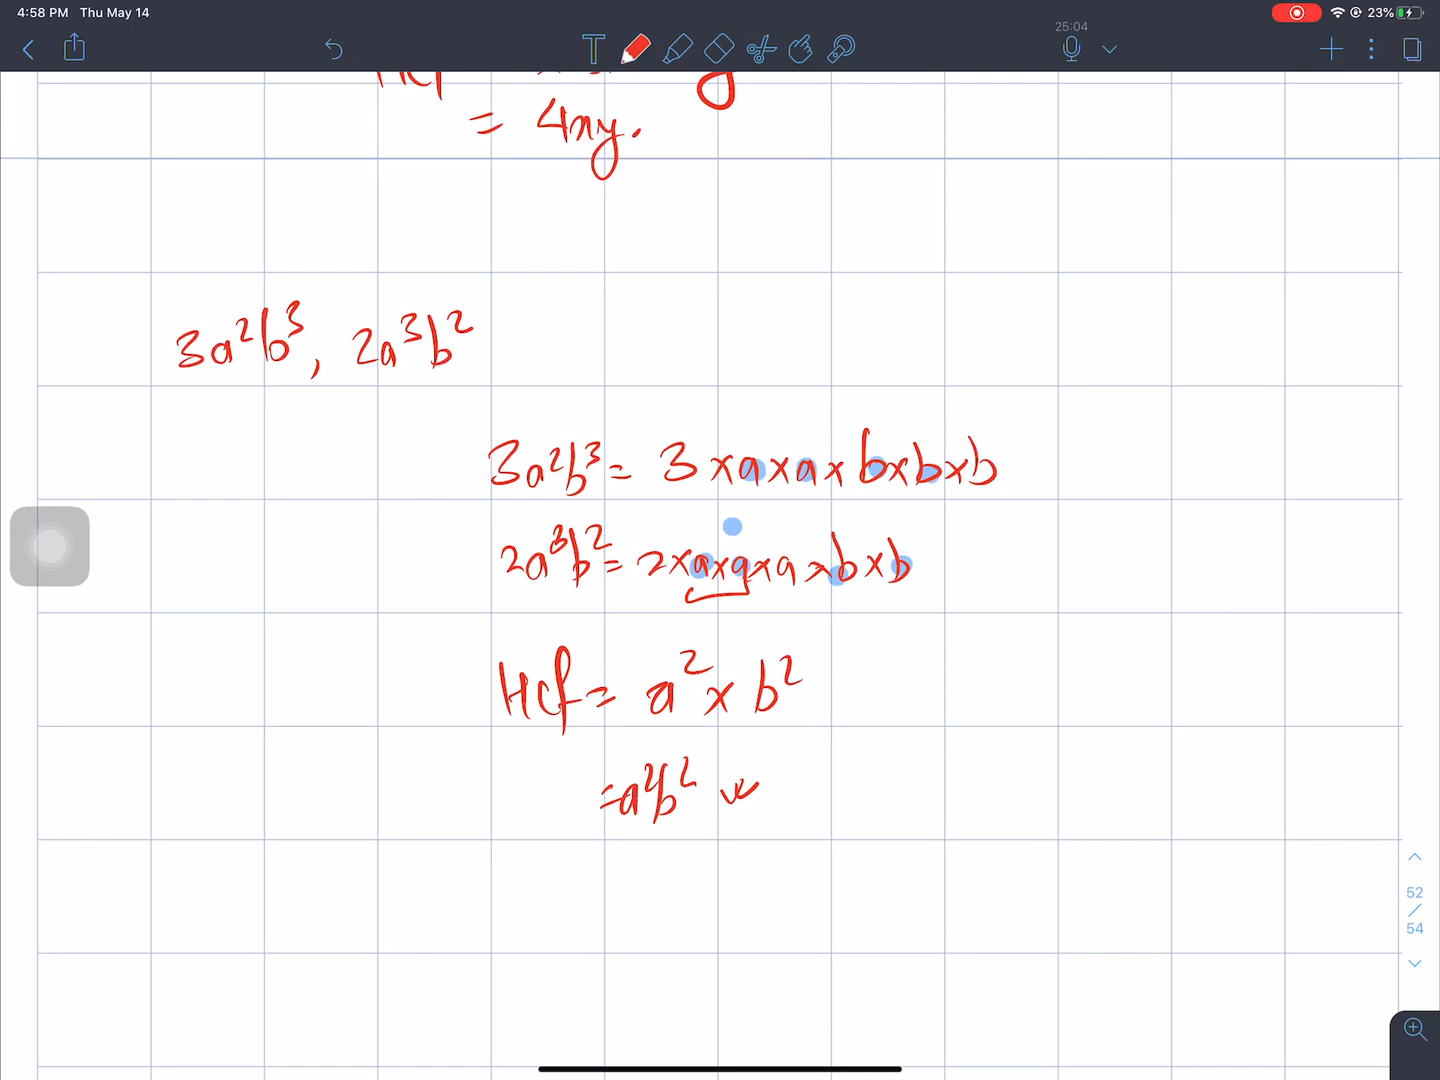 4:58 PM Thu May 14
23%
25:04
T
= 4xy.
3a²b³, 2a³b²
3a²b³ = 3 × a × a × b × b × b
2a³b² = 2 × a × a × a × b × b
Hcf = a² × b²
= a²b²
52
/
54